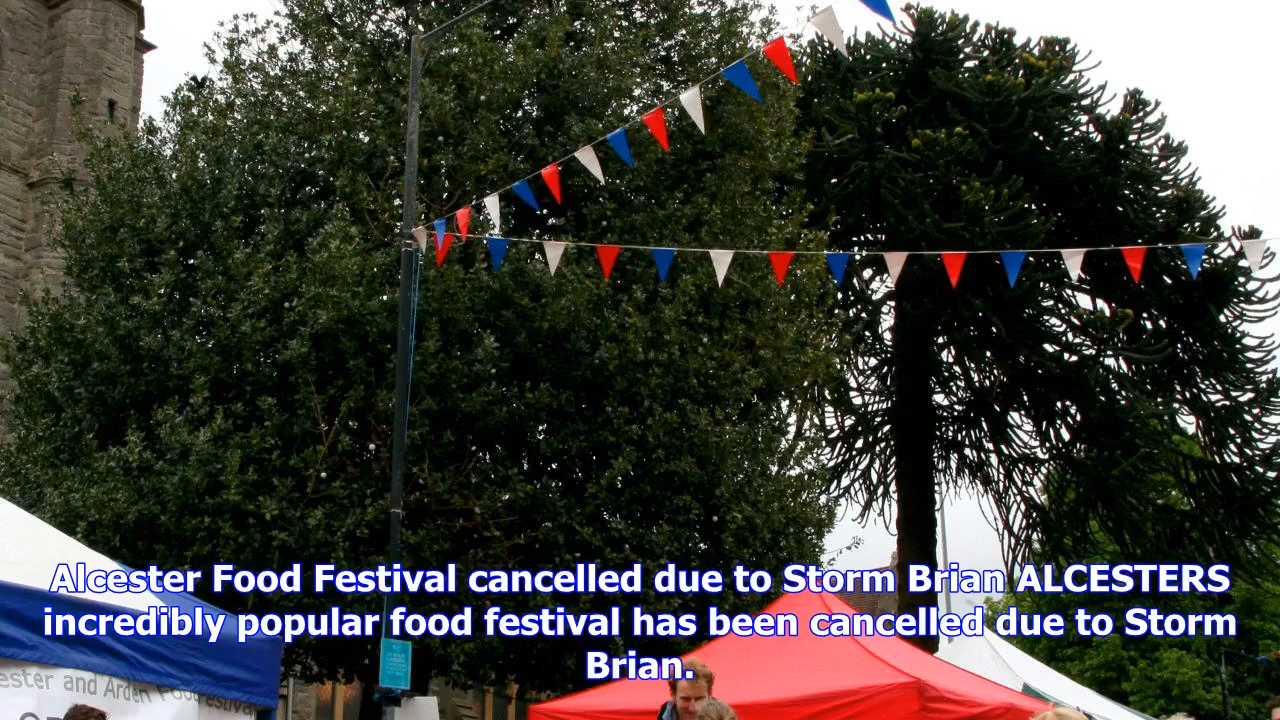 Alcester Food Festival cancelled due to Storm Brian ALCESTERS
incredibly popular food festival has been cancelled due to Storm
Brian.
ester and Arden Food Festival